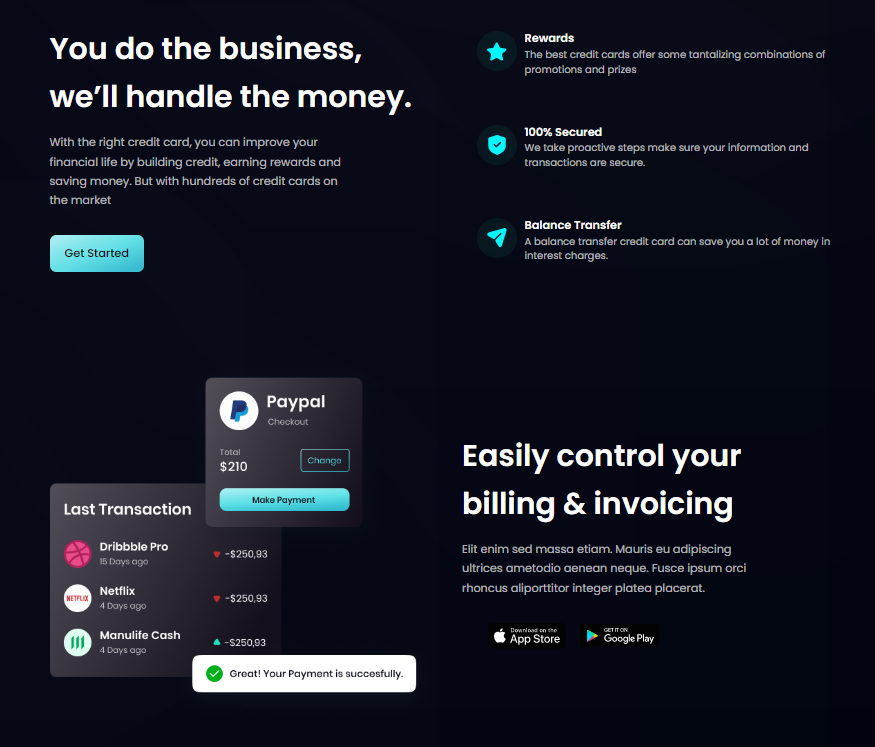 You do the business,
we’ll handle the money.
With the right credit card, you can improve your
financial life by building credit, earning rewards and
saving money. But with hundreds of credit cards on
the market
Get Started
Rewards
The best credit cards offer some tantalizing combinations of
promotions and prizes
100% Secured
We take proactive steps make sure your information and
transactions are secure.
Balance Transfer
A balance transfer credit card can save you a lot of money in
interest charges.
Paypal
Checkout
Total
$210
Change
Make Payment
Last Transaction
Dribbble Pro
15 Days ago
-$250,93
NETFLIX
Netflix
4 Days ago
-$250,93
Manulife Cash
4 Days ago
-$250,93
Great! Your Payment is succesfully.
Easily control your
billing & invoicing
Elit enim sed massa etiam. Mauris eu adipiscing
ultrices ametodio aenean neque. Fusce ipsum orci
rhoncus aliporttitor integer platea placerat.
Download on the
App Store
GET IT ON
Google Play